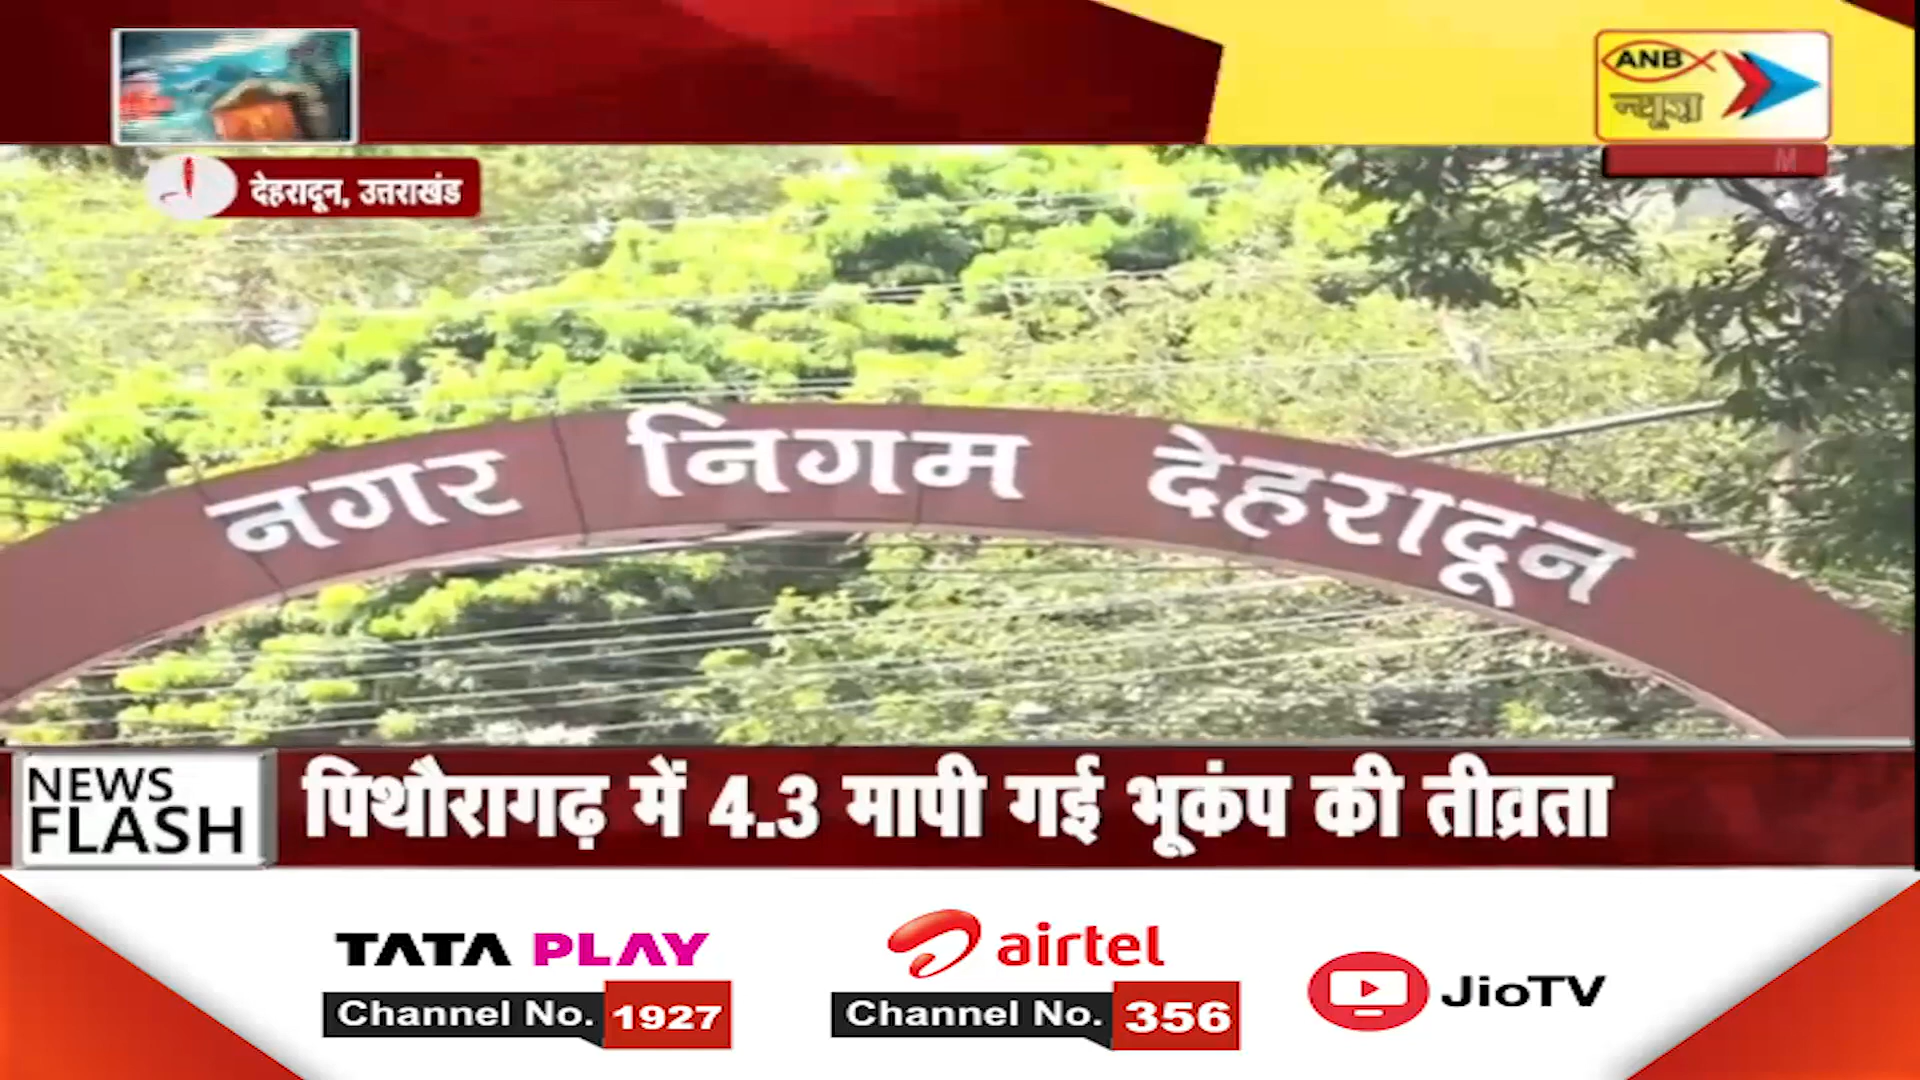 ANB
न्यूज़
M
देहरादून, उत्तराखंड
नगर निगम देहरादून
NEWS
FLASH
पिथौरागढ़ में 4.3 मापी गई भूकंप की तीव्रता
TATA PLAY
Channel No. 1927
airtel
Channel No. 356
JioTV